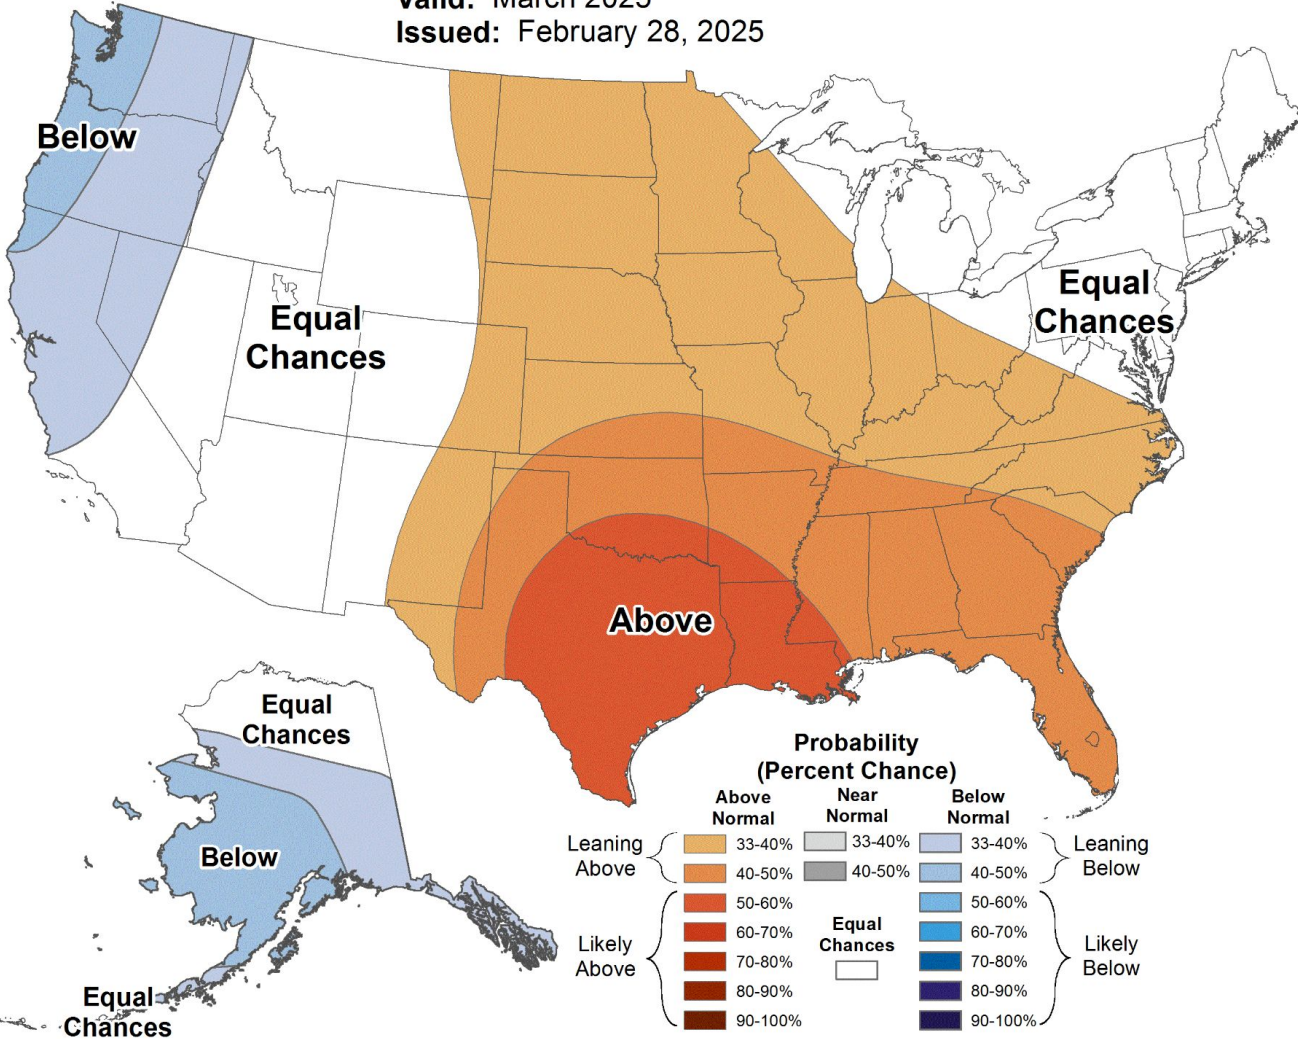 Valid: March 2025
Issued: February 28, 2025
Below
Equal
Chances
Equal
Chances
Above
Equal
Chances
Below
Equal
Chances
Probability
(Percent Chance)
Above
Normal
Near
Normal
Below
Normal
Leaning
Above
33-40%
40-50%
33-40%
40-50%
33-40%
40-50%
Leaning
Below
Likely
Above
50-60%
60-70%
70-80%
80-90%
90-100%
Equal
Chances
50-60%
60-70%
70-80%
80-90%
90-100%
Likely
Below